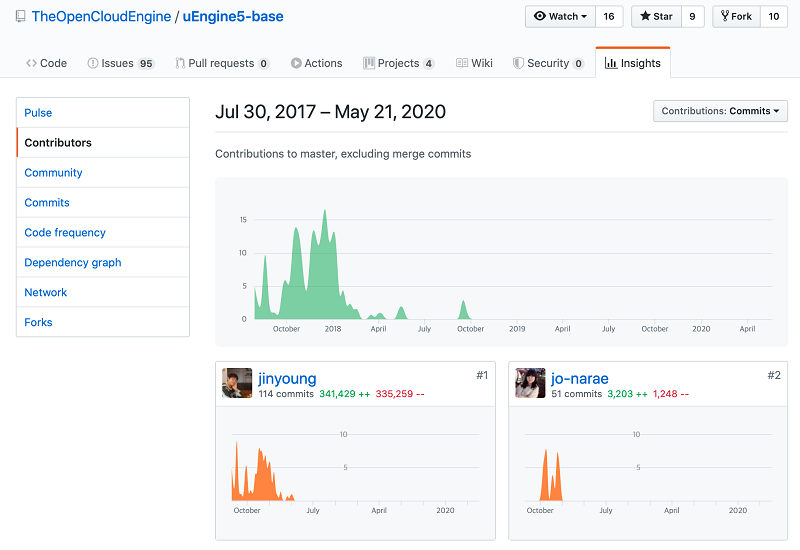 TheOpenCloudEngine / uEngine5-base
Watch 16 Star 9 Fork 10
Code Issues 95 Pull requests 0 Actions Projects 4 Wiki Security 0 Insights
Pulse
Contributors
Community
Commits
Code frequency
Dependency graph
Network
Forks
Jul 30, 2017 – May 21, 2020
Contributions: Commits
Contributions to master, excluding merge commits
15
10
5
0
October 2018 April July October 2019 April July October 2020 April
jinyoung #1
114 commits 341,429 ++ 335,259 --
10
5
October July April 2020
jo-narae #2
51 commits 3,203 ++ 1,248 --
10
5
October July April 2020